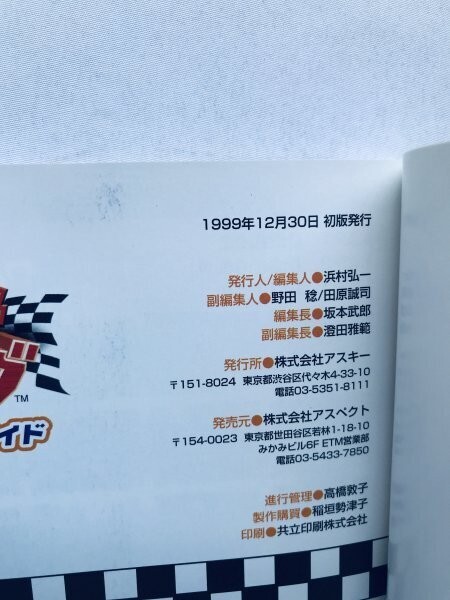 1999年12月30日 初版発行
発行人/編集人●浜村弘一
副編集人●野田 稔/田原誠司
編集長●坂本武郎
副編集長●澄田雅範
発行所●株式会社アスキー
〒151-8024 東京都渋谷区代々木4-33-10
電話03-5351-8111
発売元●株式会社アスペクト
〒154-0023 東京都世田谷区若林1-18-10
みかみビル6F ETM営業部
電話03-5433-7850
進行管理●高橋敦子
製作購買●稲垣勢津子
印刷●共立印刷株式会社
グ
TM
イド